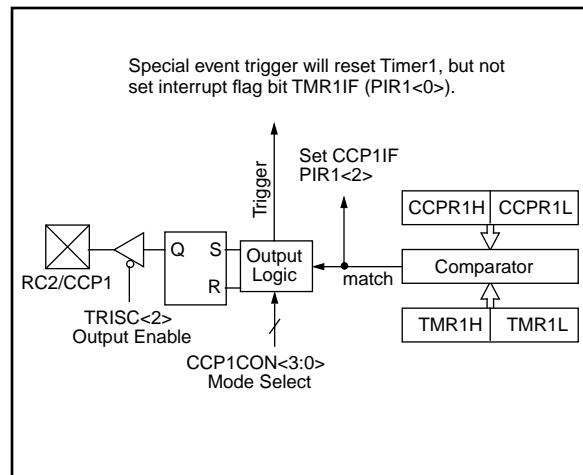 Special event trigger will reset Timer1, but not
set interrupt flag bit TMR1IF (PIR1<0>).
Trigger
Set CCP1IF
PIR1<2>
CCPR1H CCPR1L
Q S Output
Logic
R
match
Comparator
RC2/CCP1
TRISC<2>
Output Enable
TMR1H TMR1L
CCP1CON<3:0>
Mode Select